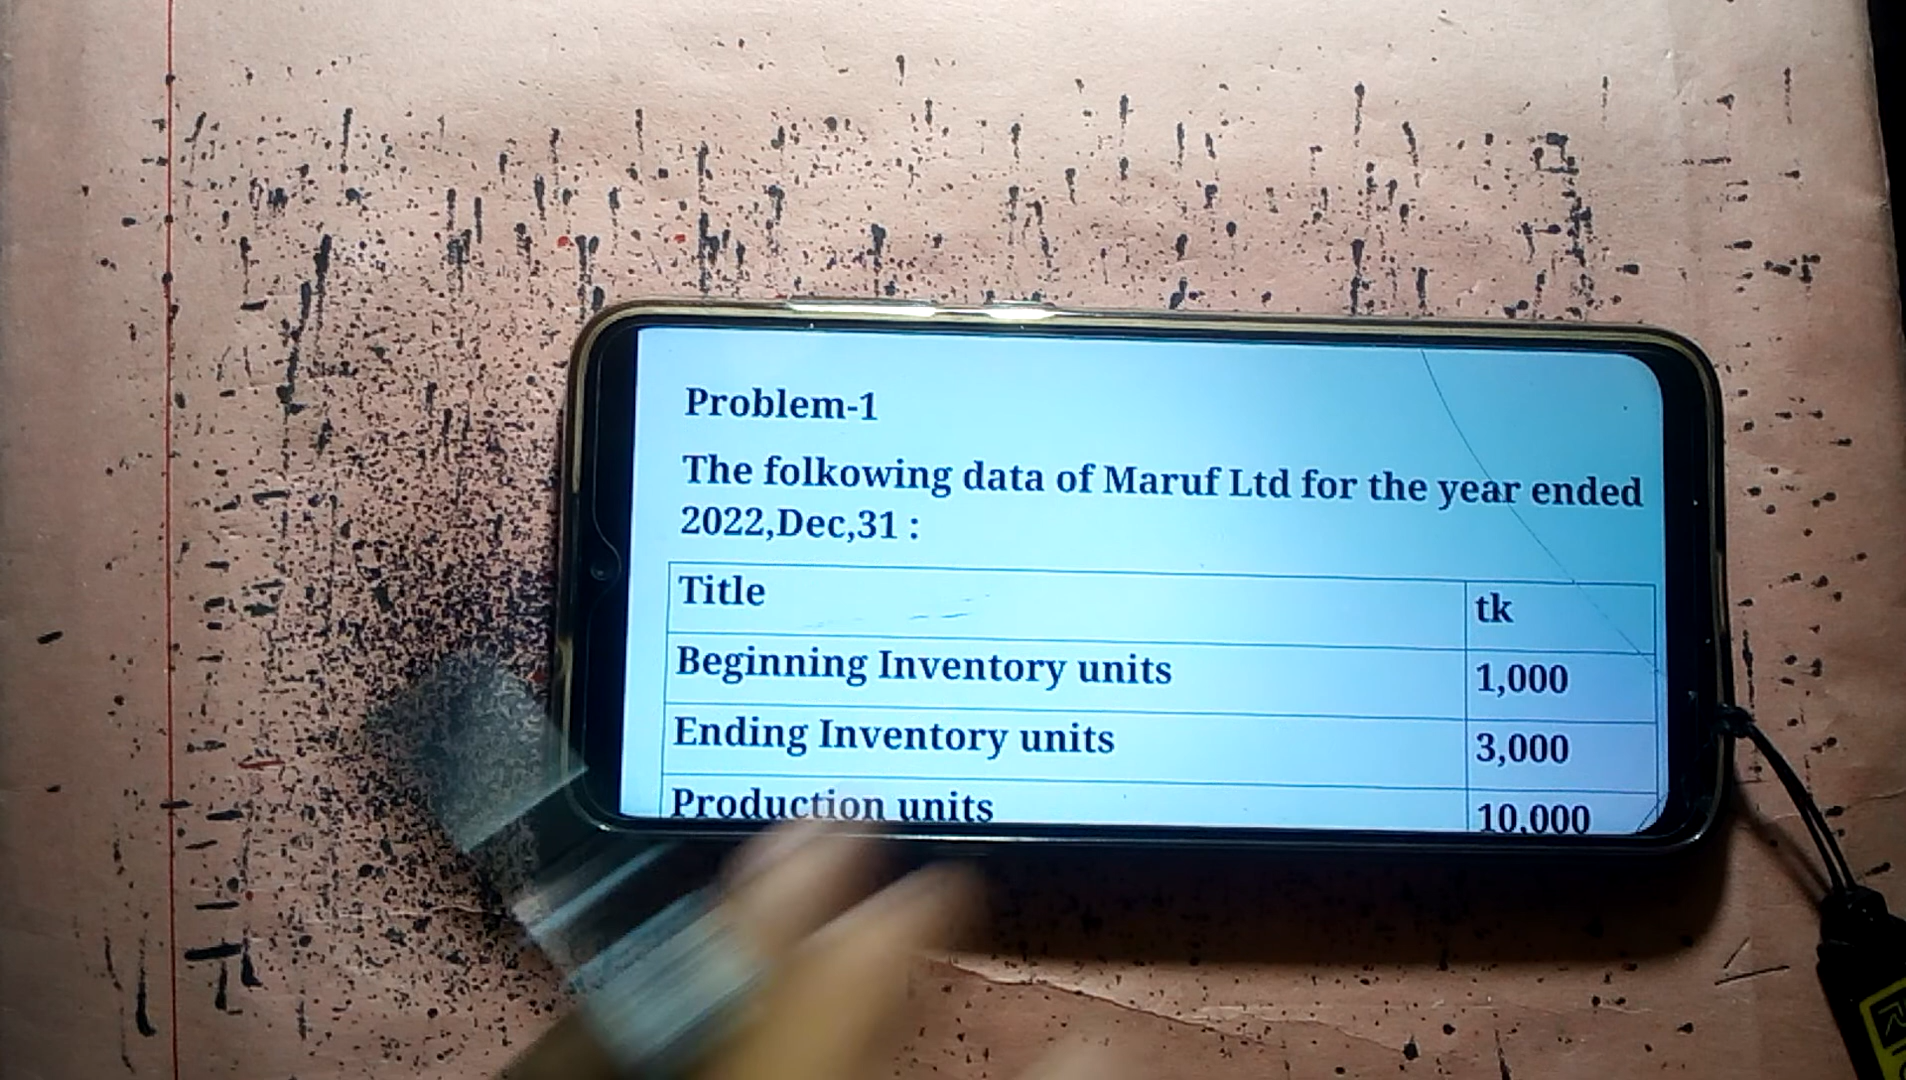 Problem-1
The folkowing data of Maruf Ltd for the year ended
2022,Dec,31 :
Title tk
Beginning Inventory units 1,000
Ending Inventory units 3,000
Production units 10,000